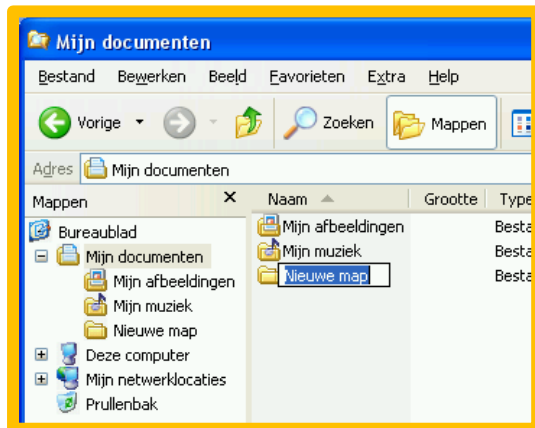 Mijn documenten
Bestand Bewerken Beeld Eavorieten Extra Help
Vorige Zoeken Mappen
Adres Mijn documenten
Mappen × Naam Grootte Type
Bureaublad
Mijn documenten
Mijn afbeeldingen
Mijn muziek
Nieuwe map
Deze computer
Mijn netwerklocaties
Prullenbak
Mijn afbeeldingen Besta
Mijn muziek Besta
Nieuwe map Besta